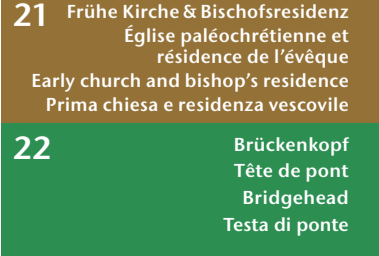 21 Frühe Kirche & Bischofsresidenz
Église paléochrétienne et
résidence de l’évêque
Early church and bishop’s residence
Prima chiesa e residenza vescovile
22 Brückenkopf
Tête de pont
Bridgehead
Testa di ponte